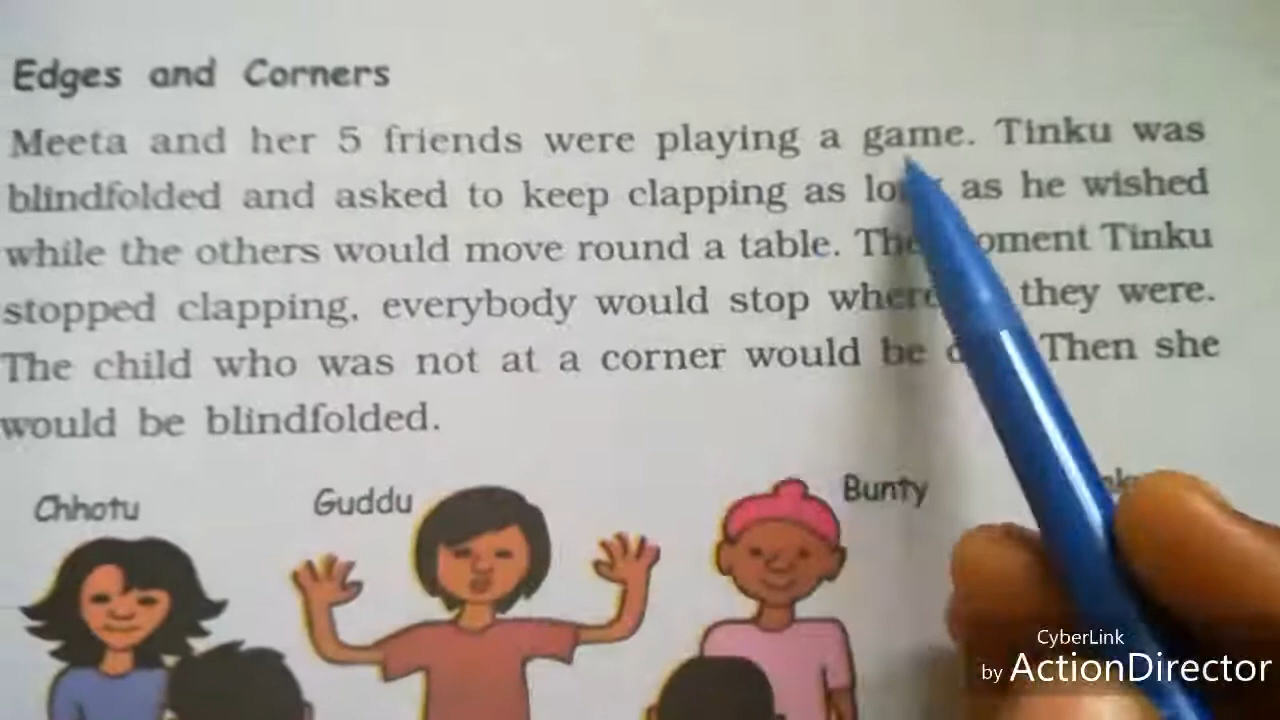 Edges and Corners
Meeta and her 5 friends were playing a game. Tinku was
blindfolded and asked to keep clapping as as he wished
while the others would move round a table. The moment Tinku
stopped clapping, everybody would stop they were.
The child who was not at a corner would be Then she
would be blindfolded.
Chhotu
Guddu
Bunty
CyberLink
by ActionDirector